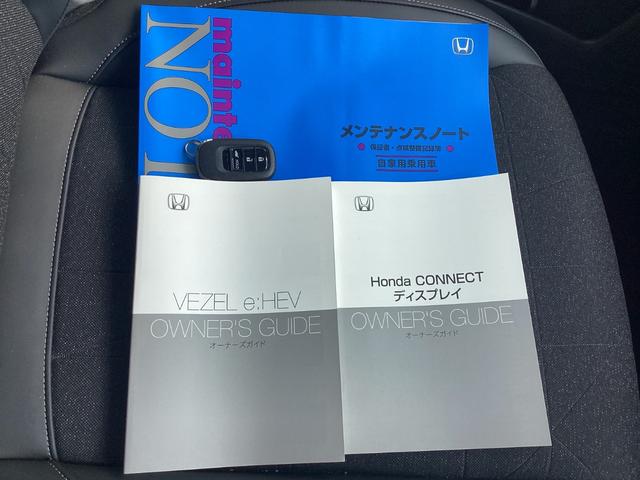 mainte
NO
メンテナンスノート
保証書・点検整備記録簿
自家用乗用車
VEZEL e:HEV
OWNER'S GUIDE
オーナーズガイド
Honda CONNECT
ディスプレイ
OWNER'S GUIDE
オーナーズガイド